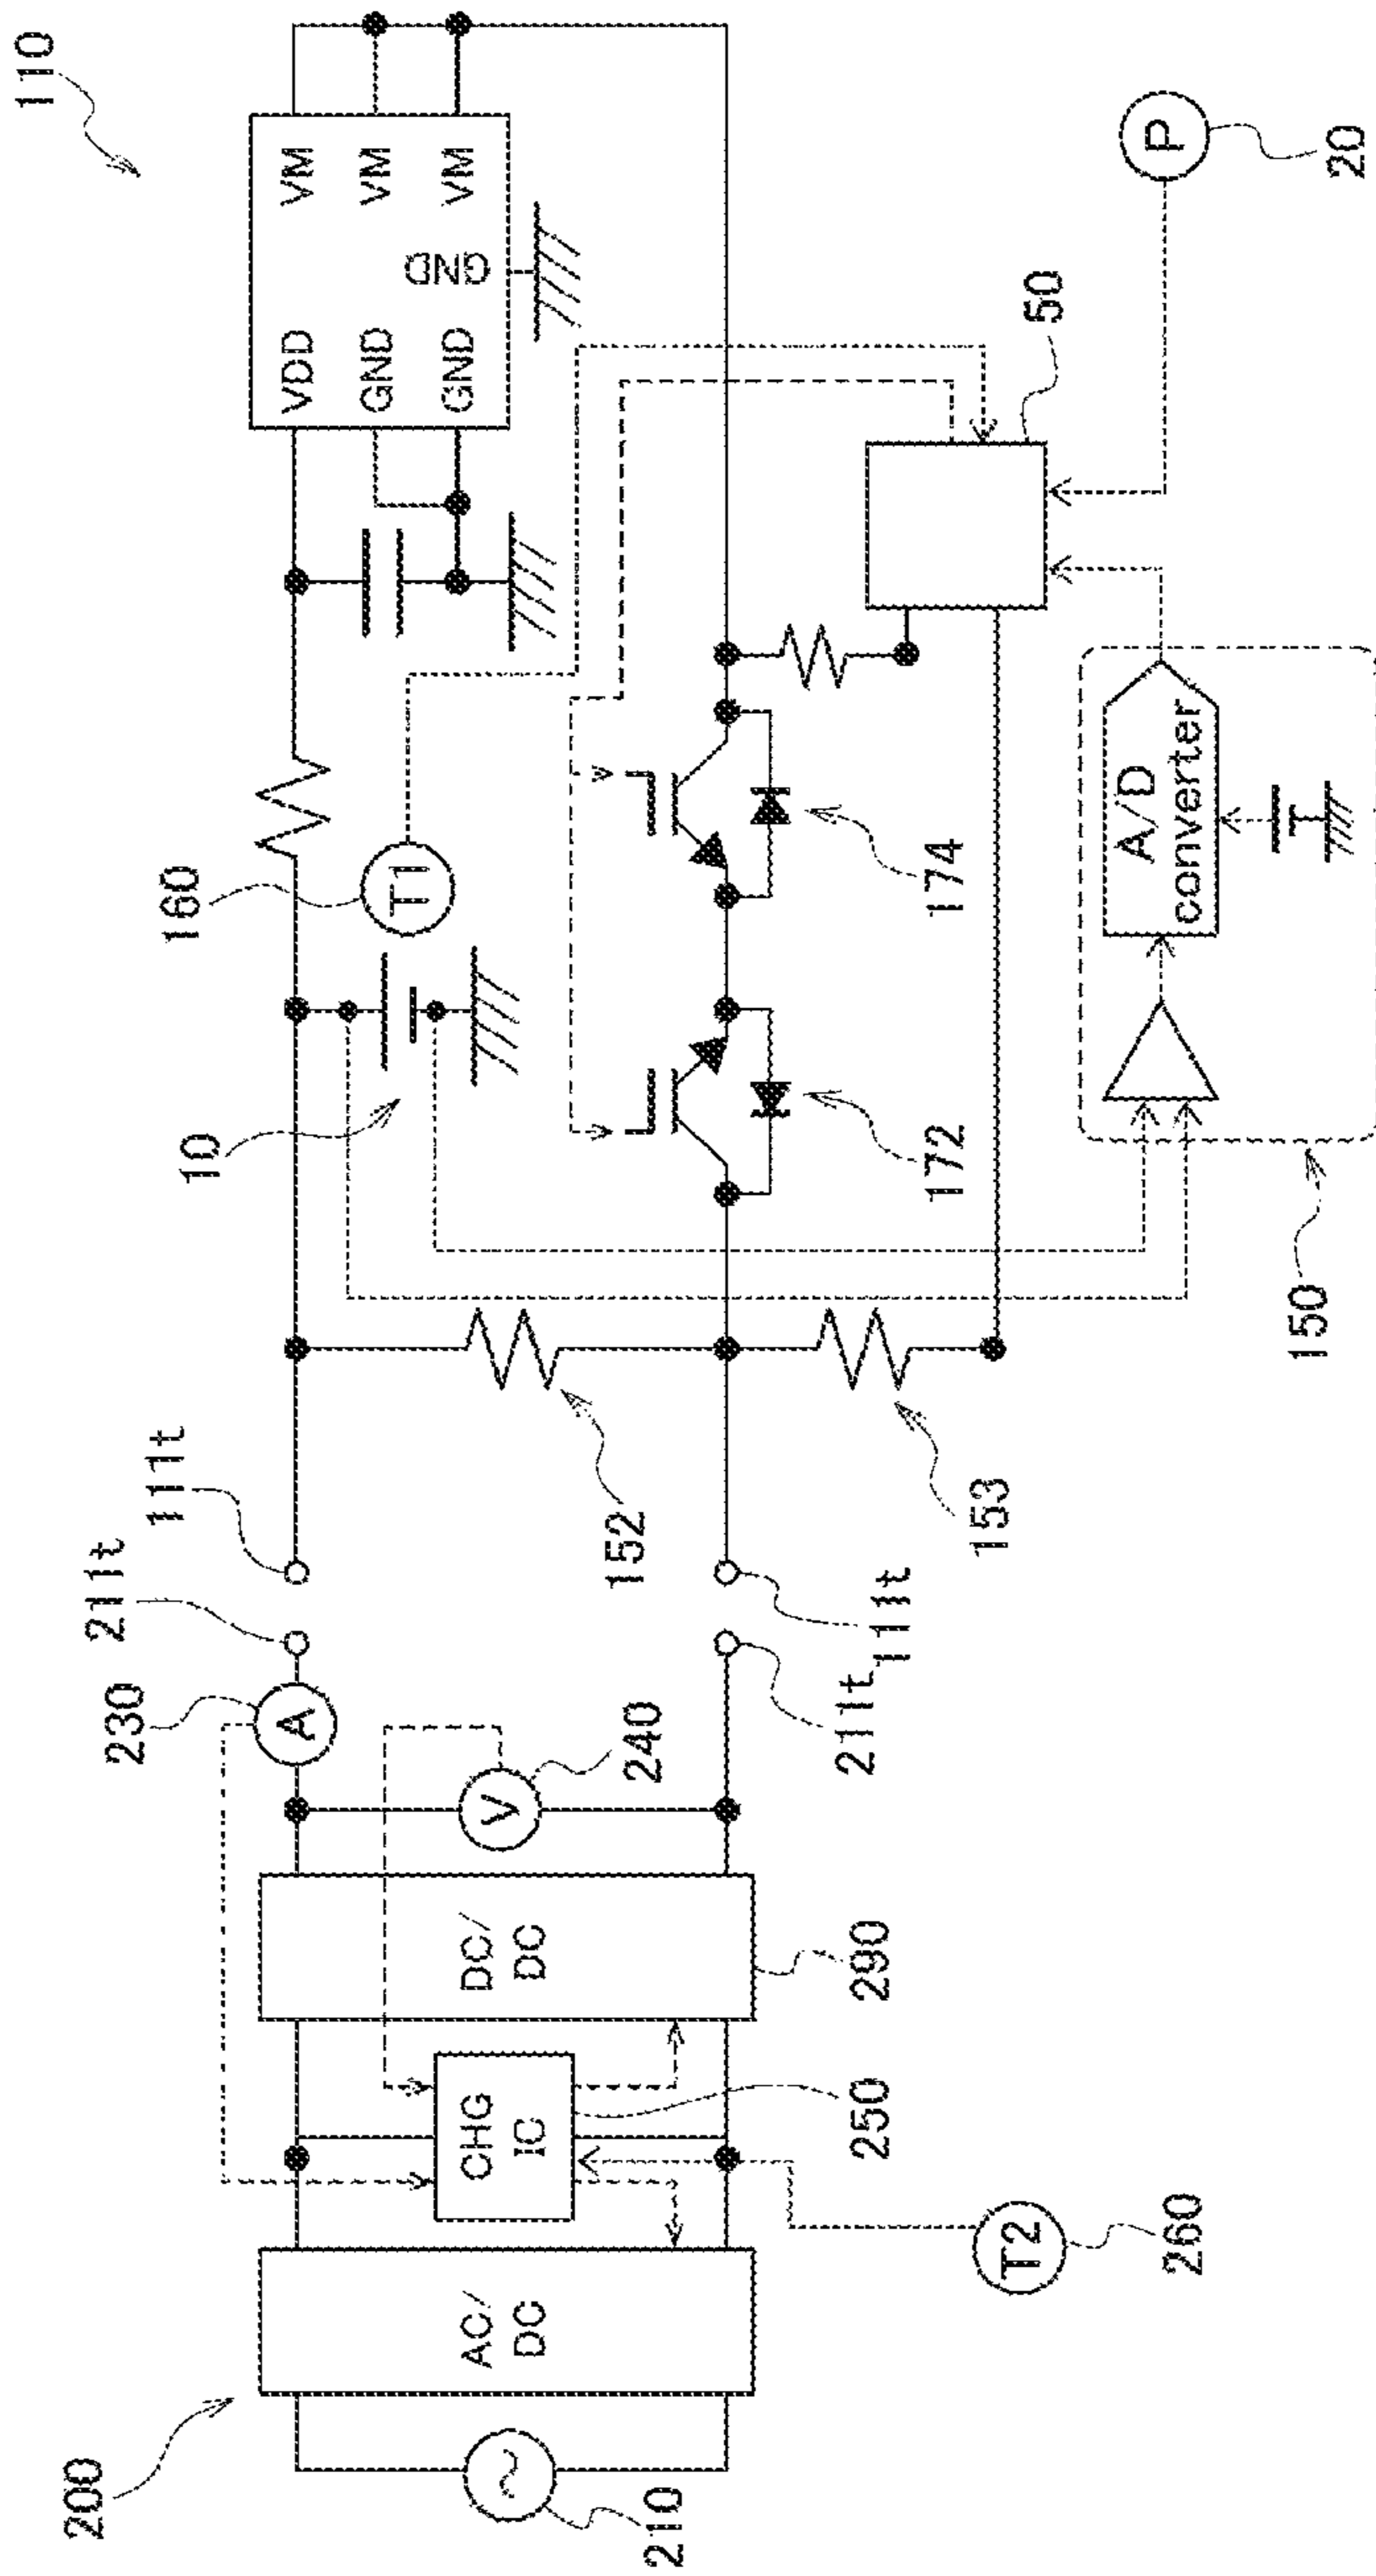 200
110
210
AC/
DC
CHG
IC
250
T2
260
DC/
DC
290
230
A
V
240
211t
111t
211t
111t
152
153
10
160
T1
172
174
VDD
GND
GND
GND
VM
VM
VM
50
P
20
A/D
converter
150